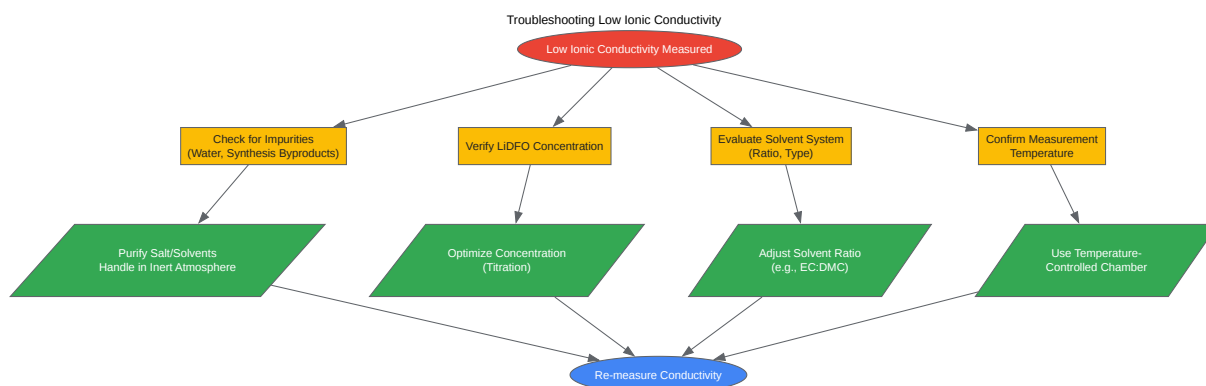 Troubleshooting Low Ionic Conductivity
Low Ionic Conductivity Measured
Check for Impurities
(Water, Synthesis Byproducts)
Verify LiDFO Concentration
Evaluate Solvent System
(Ratio, Type)
Confirm Measurement
Temperature
Purify Salt/Solvents
Handle in Inert Atmosphere
Optimize Concentration
(Titration)
Adjust Solvent Ratio
(e.g., EC:DMC)
Use Temperature-
Controlled Chamber
Re-measure Conductivity